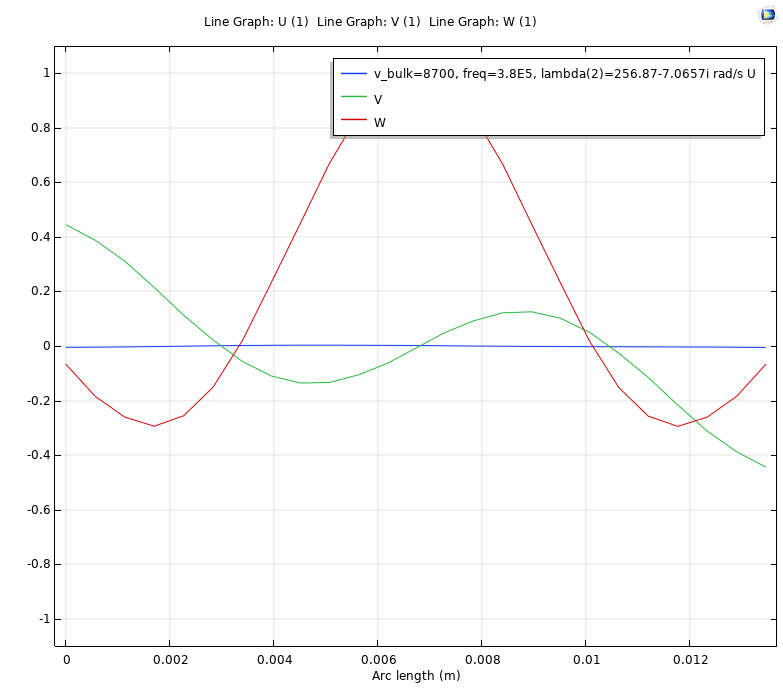 Line Graph: U (1) Line Graph: V (1) Line Graph: W (1)
v_bulk=8700, freq=3.8E5, lambda(2)=256.87-7.0657i rad/s U
V
W
1
0.8
0.6
0.4
0.2
0
-0.2
-0.4
-0.6
-0.8
-1
0 0.002 0.004 0.006 0.008 0.01 0.012
Arc length (m)